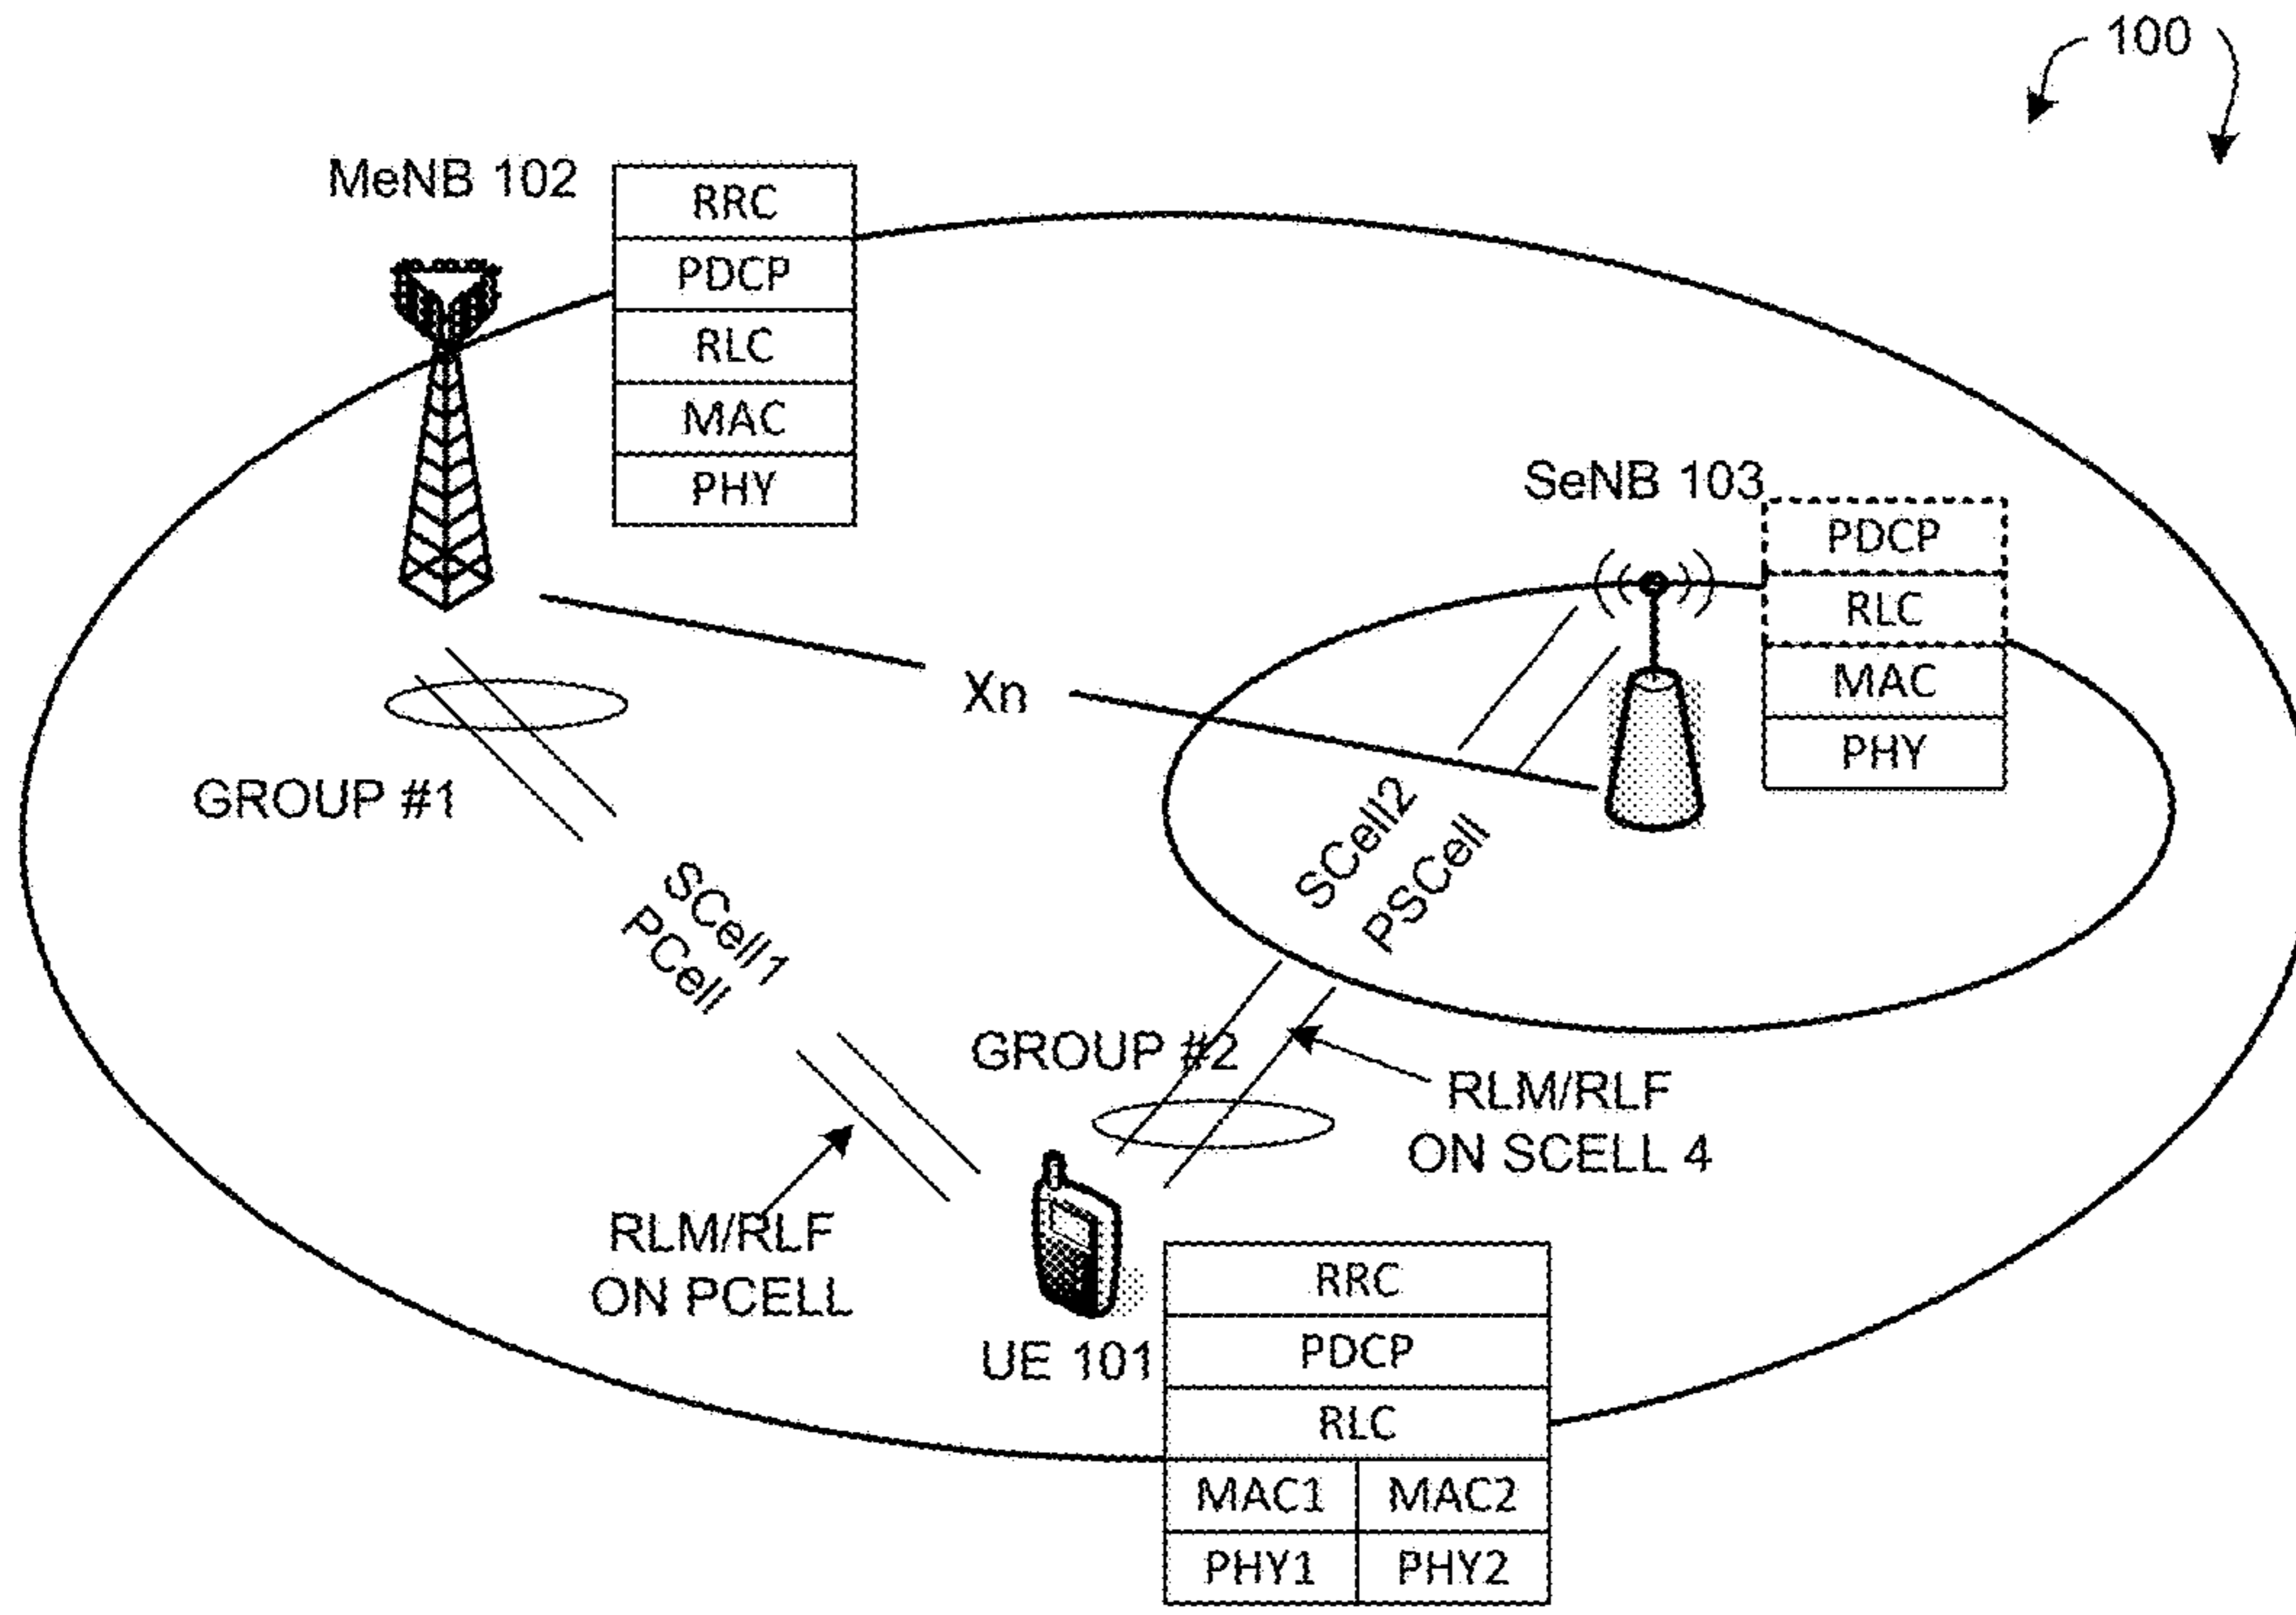 100
MeNB 102
RRC
PDCP
RLC
MAC
PHY
SeNB 103
PDCP
RLC
MAC
PHY
Xn
GROUP #1
SCell1
PCell
SCell2
PSCell
GROUP #2
RLM/RLF
ON SCELL 4
RLM/RLF
ON PCELL
UE 101
RRC
PDCP
RLC
MAC1 MAC2
PHY1 PHY2